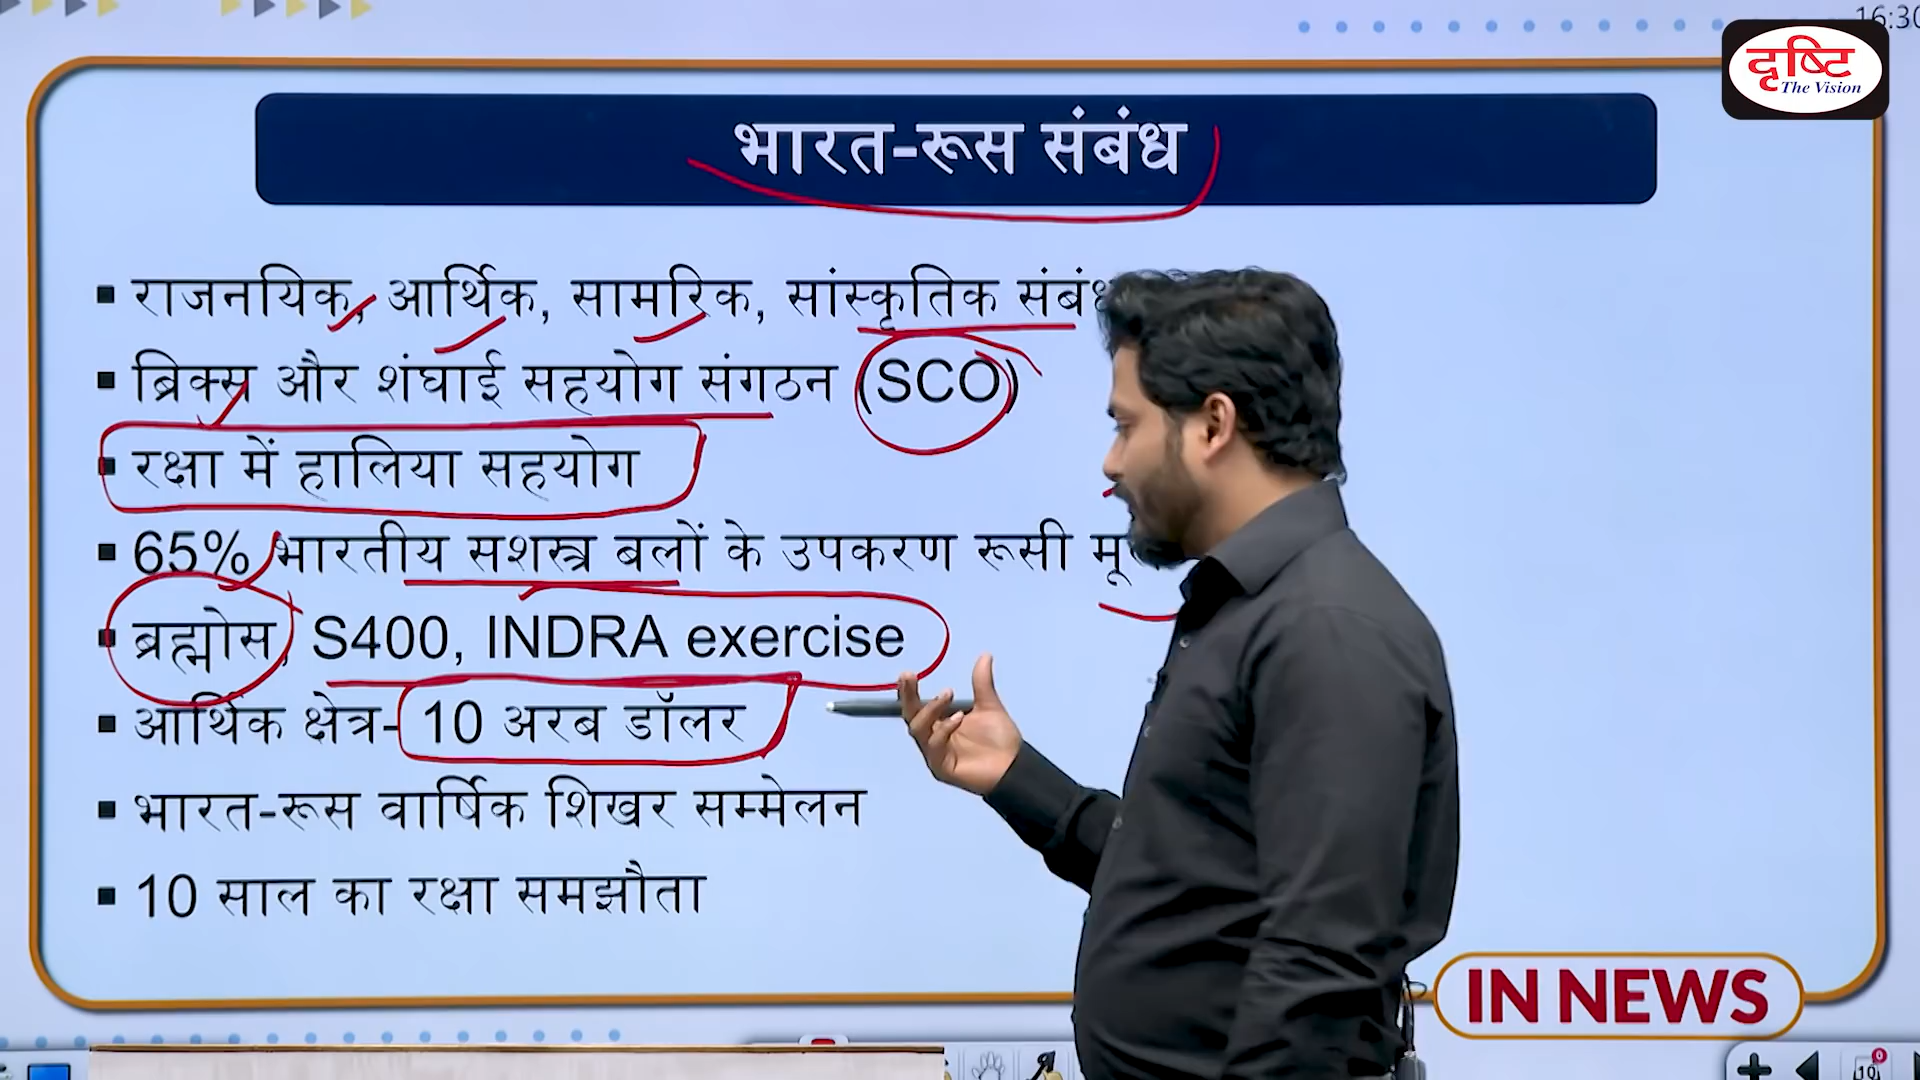 16:30
दृष्टि
The Vision
भारत-रूस संबंध
▪ राजनयिक, आर्थिक, सामरिक, सांस्कृतिक संबंध
▪ ब्रिक्स और शंघाई सहयोग संगठन (SCO)
▪ रक्षा में हालिया सहयोग
▪ 65% भारतीय सशस्त्र बलों के उपकरण रूसी
▪ ब्रह्मोस, S400, INDRA exercise
▪ आर्थिक क्षेत्र- 10 अरब डॉलर
▪ भारत-रूस वार्षिक शिखर सम्मेलन
▪ 10 साल का रक्षा समझौता
IN NEWS